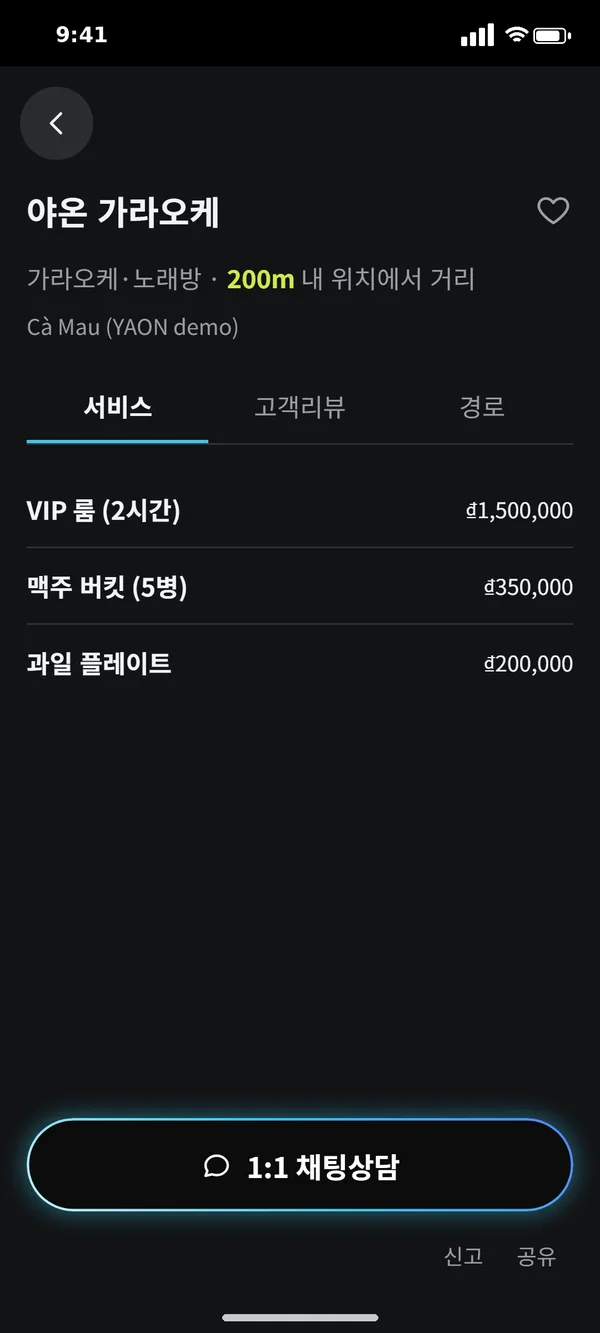 9:41
야온 가라오케
가라오케·노래방 · 200m 내 위치에서 거리
Cà Mau (YAON demo)
서비스 고객리뷰 경로
VIP 룸 (2시간) ₫1,500,000
맥주 버킷 (5병) ₫350,000
과일 플레이트 ₫200,000
1:1 채팅상담
신고 공유